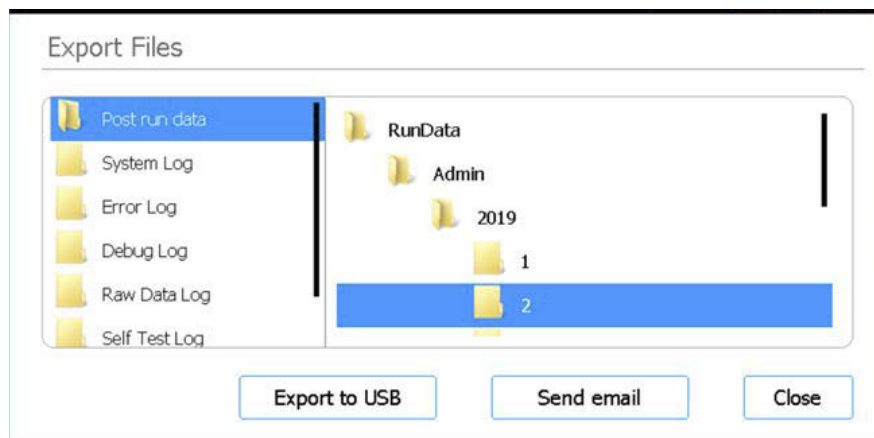 Export Files
Post run data
System Log
Error Log
Debug Log
Raw Data Log
Self Test Log
RunData
Admin
2019
1
2
Export to USB
Send email
Close